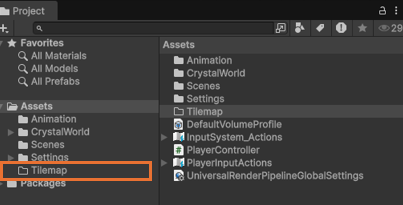 Project
29
Favorites
All Materials
All Models
All Prefabs
Assets
Animation
CrystalWorld
Scenes
Settings
Tilemap
Packages
Assets
Animation
CrystalWorld
Scenes
Settings
Tilemap
DefaultVolumeProfile
InputSystem_Actions
PlayerController
PlayerInputActions
UniversalRenderPipelineGlobalSettings